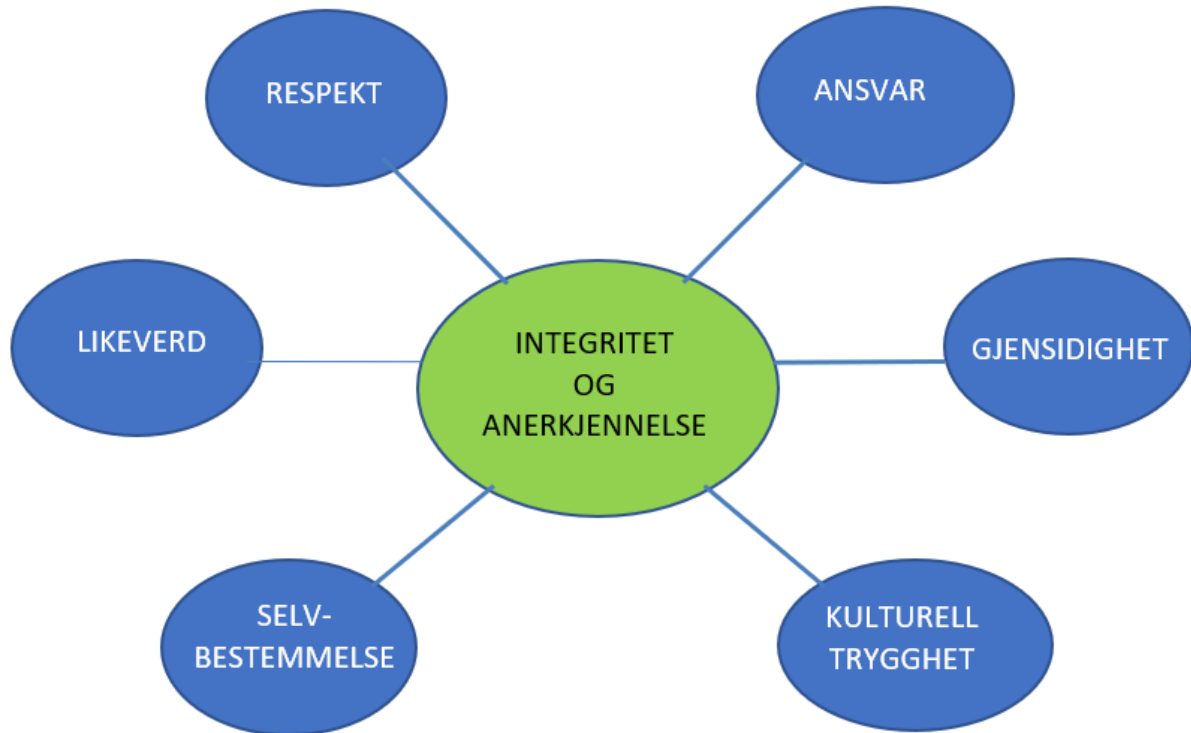 RESPEKT
ANSVAR
LIKEVERD
INTEGRITET
OG
ANERKJENNELSE
GJENSIDIGHET
SELV-
BESTEMMELSE
KULTURELL
TRYGGHET